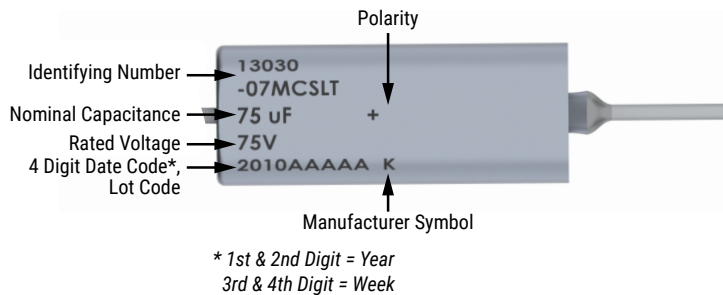 Polarity
Identifying Number
13030
-07MCSLT
Nominal Capacitance
75 uF +
Rated Voltage
75V
4 Digit Date Code*,
Lot Code
2010AAAAA K
Manufacturer Symbol
* 1st & 2nd Digit = Year
3rd & 4th Digit = Week